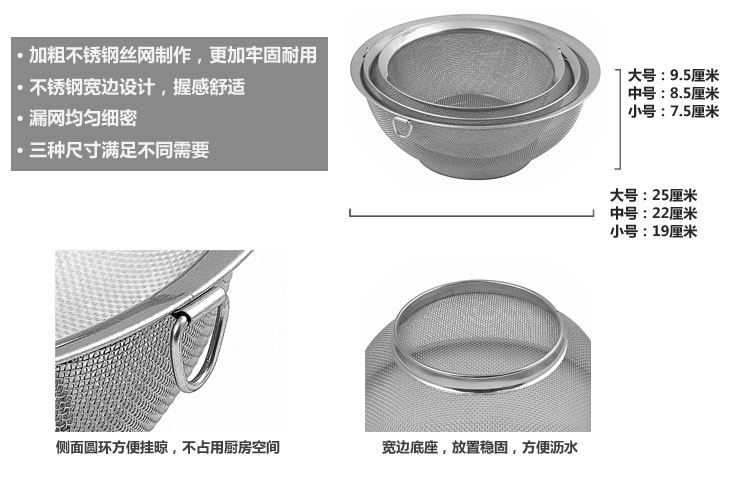 • 加粗不锈钢丝网制作，更加牢固耐用
• 不锈钢宽边设计，握感舒适
• 漏网均匀细密
• 三种尺寸满足不同需要
大号：9.5厘米
中号：8.5厘米
小号：7.5厘米
大号：25厘米
中号：22厘米
小号：19厘米
侧面圆环方便挂晾，不占用厨房空间
宽边底座，放置稳固，方便沥水